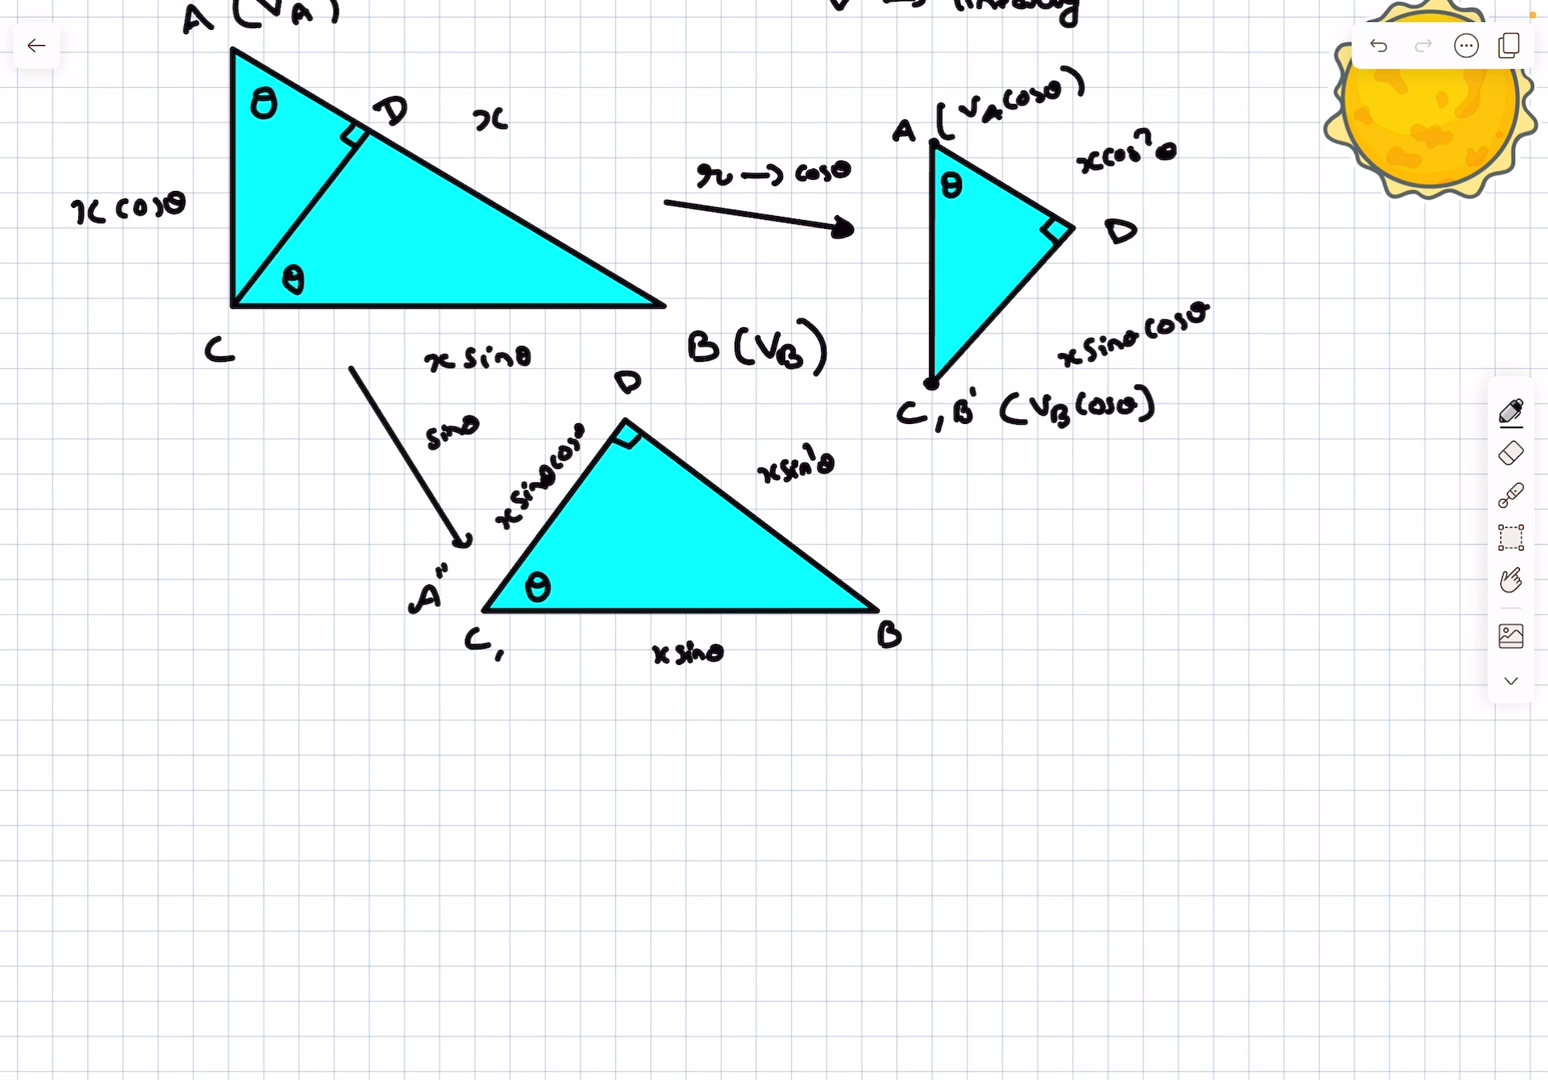 A (VA)
θ
D
x
x cosθ
θ
C
x sinθ
B (VB)
r → cosθ
A (VA cosθ)
θ
x cos²θ
D
x sinθ cosθ
C, B' (VB cosθ)
sinθ
D
x sinθ cosθ
x sin²θ
A"
θ
C,
x sinθ
B